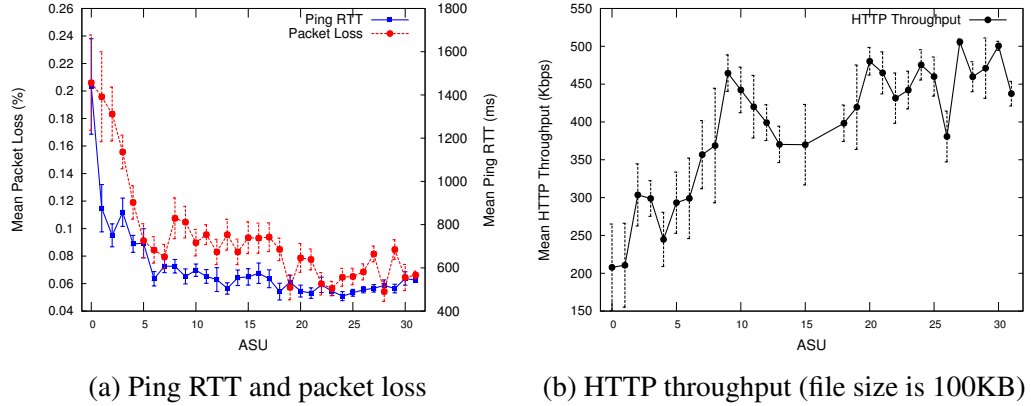 Ping RTT
Packet Loss
Mean Packet Loss (%)
0.26
0.24
0.22
0.2
0.18
0.16
0.14
0.12
0.1
0.08
0.06
0.04
0 5 10 15 20 25 30
ASU
1800
1600
1400
1200
1000
800
600
400
Mean Ping RTT (ms)
(a) Ping RTT and packet loss
HTTP Throughput
Mean HTTP Throughput (Kbps)
550
500
450
400
350
300
250
200
150
0 5 10 15 20 25 30
ASU
(b) HTTP throughput (file size is 100KB)